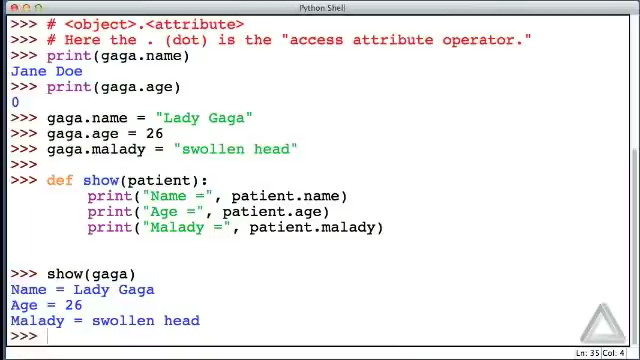 Python Shell
>>> # <object>.<attribute>
>>> # Here the . (dot) is the "access attribute operator."
>>> print(gaga.name)
Jane Doe
>>> print(gaga.age)
0
>>> gaga.name = "Lady Gaga"
>>> gaga.age = 26
>>> gaga.malady = "swollen head"
>>>
>>> def show(patient):
print("Name =", patient.name)
print("Age =", patient.age)
print("Malady =", patient.malady)
>>> show(gaga)
Name = Lady Gaga
Age = 26
Malady = swollen head
>>>
Ln: 35 Col: 4